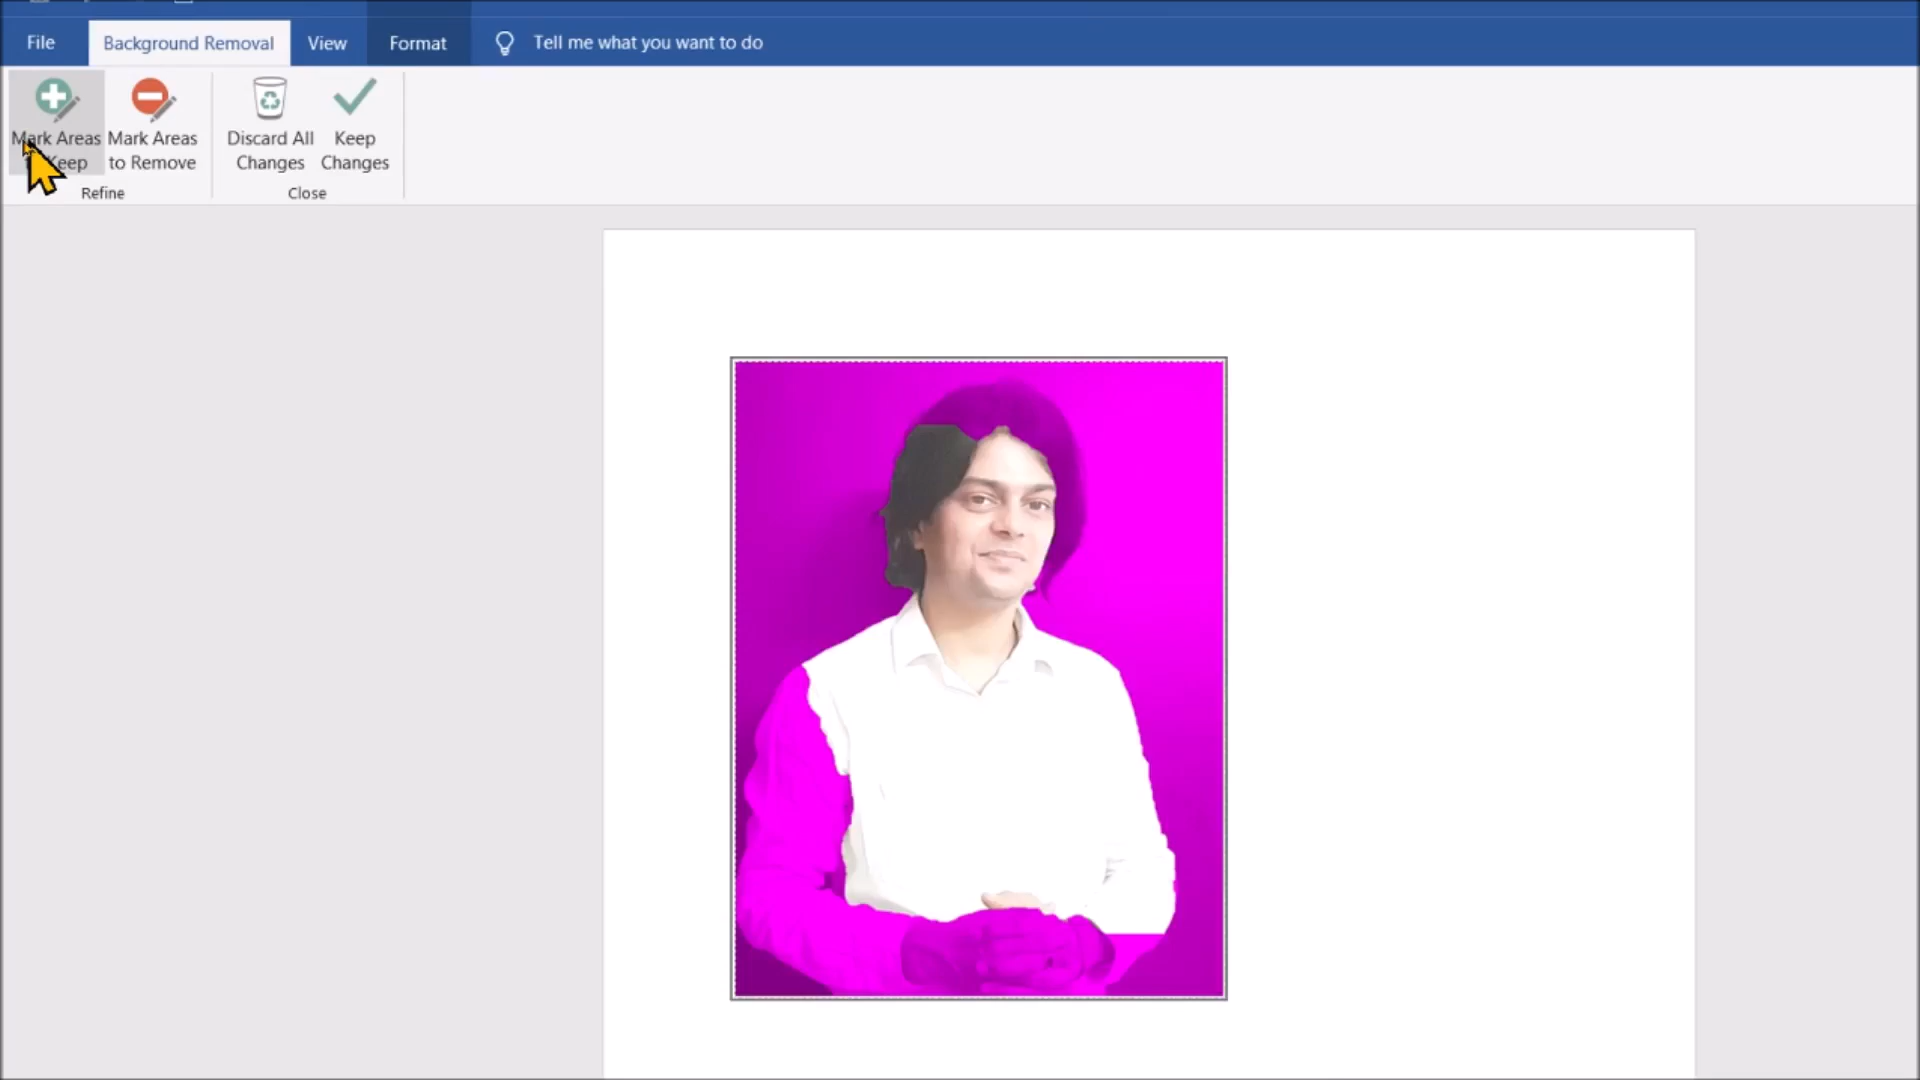 File Background Removal View Format Tell me what you want to do
Mark Areas Mark Areas Discard All Keep
Keep to Remove Changes Changes
Refine Close